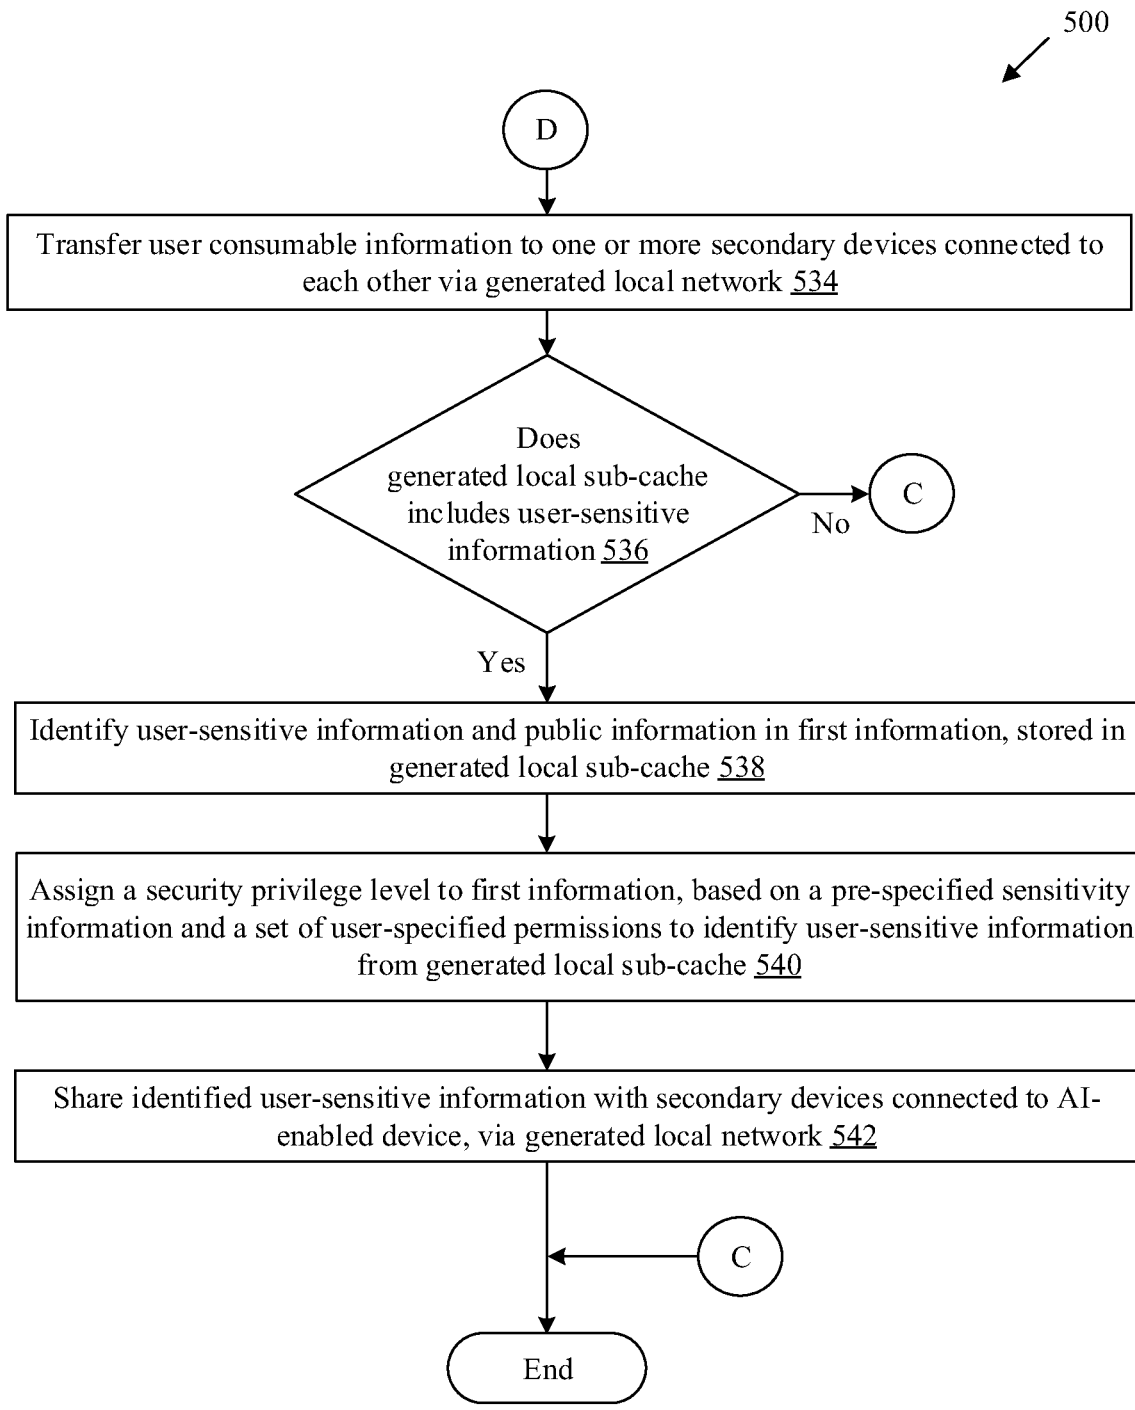 500
D
Transfer user consumable information to one or more secondary devices connected to
each other via generated local network 534
Does
generated local sub-cache
includes user-sensitive
information 536
C
No
Yes
Identify user-sensitive information and public information in first information, stored in
generated local sub-cache 538
Assign a security privilege level to first information, based on a pre-specified sensitivity
information and a set of user-specified permissions to identify user-sensitive information
from generated local sub-cache 540
Share identified user-sensitive information with secondary devices connected to AI-
enabled device, via generated local network 542
C
End